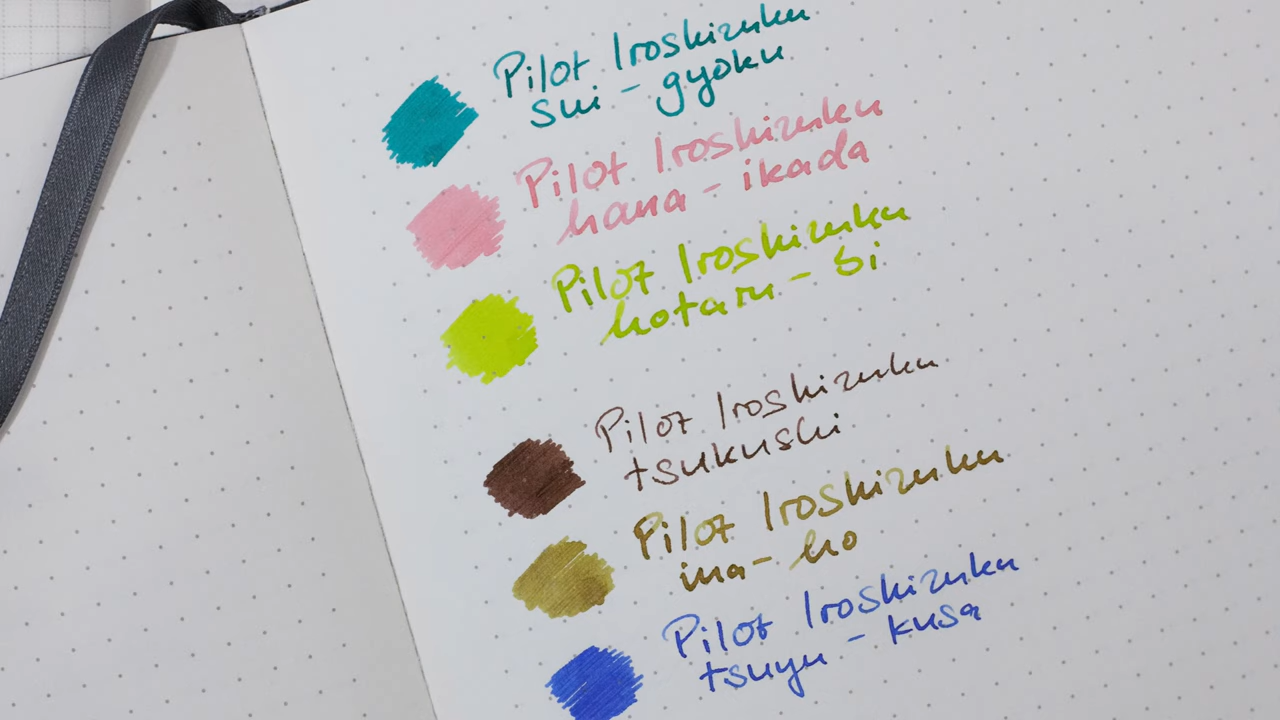 Pilot Iroshizuku
sui-gyoku
Pilot Iroshizuku
hana-ikada
Pilot Iroshizuku
hotaru-bi
Pilot Iroshizuku
tsukushi
Pilot Iroshizuku
ina-ho
Pilot Iroshizuku
tsuyu-kusa